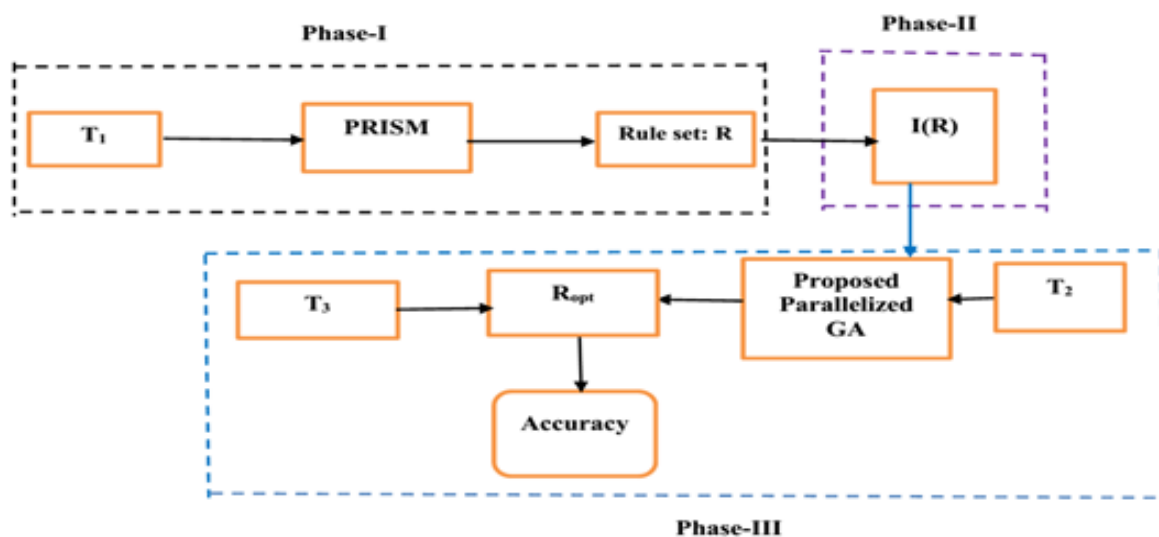 Phase-I
Phase-II
T₁
PRISM
Rule set: R
I(R)
T₃
Rₒₚₜ
Proposed
Parallelized
GA
T₂
Accuracy
Phase-III